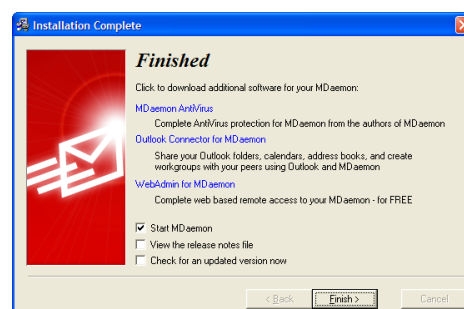 Installation Complete
Finished
Click to download additional software for your MDaemon:
MDaemon AntiVirus
Complete AntiVirus protection for MDaemon from the authors of MDaemon
Outlook Connector for MDaemon
Share your Outlook folders, calendars, address books, and create
workgroups with your peers using Outlook and MDaemon
WebAdmin for MDaemon
Complete web based remote access to your MDaemon - for FREE
Start MDaemon
View the release notes file
Check for an updated version now
< Back
Finish >
Cancel